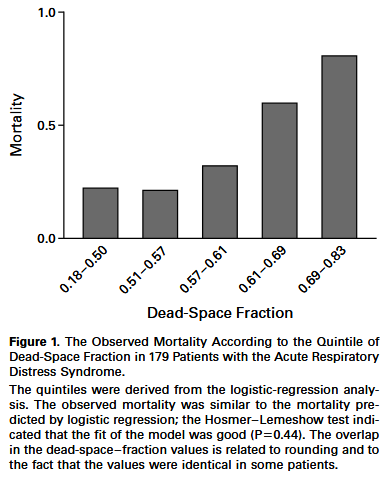 1.0
0.5
0.0
Mortality
0.18–0.50
0.51–0.57
0.57–0.61
0.61–0.69
0.69–0.83
Dead-Space Fraction
Figure 1. The Observed Mortality According to the Quintile of
Dead-Space Fraction in 179 Patients with the Acute Respiratory
Distress Syndrome.
The quintiles were derived from the logistic-regression analy-
sis. The observed mortality was similar to the mortality pre-
dicted by logistic regression; the Hosmer–Lemeshow test indi-
cated that the fit of the model was good (P=0.44). The overlap
in the dead-space–fraction values is related to rounding and to
the fact that the values were identical in some patients.